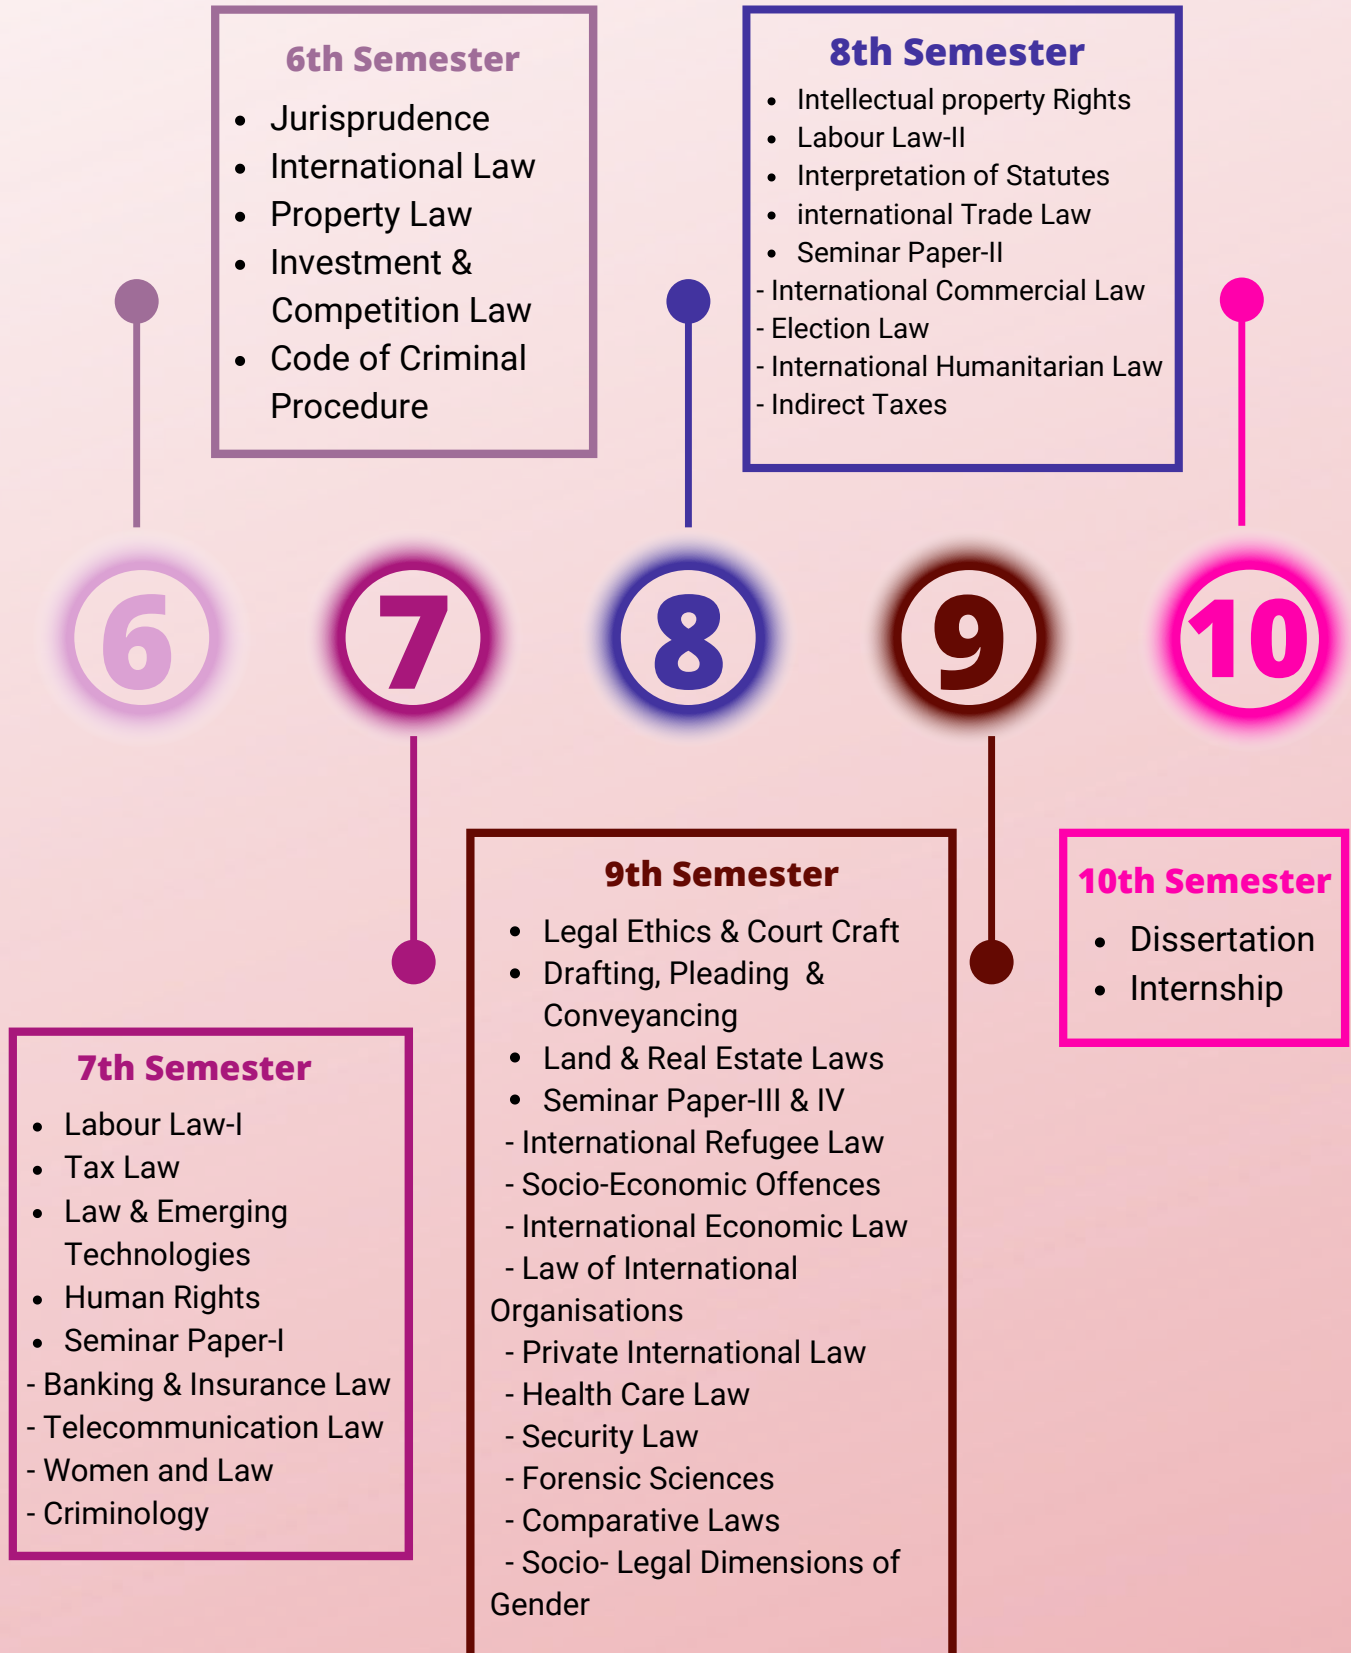 6th Semester
• Jurisprudence
• International Law
• Property Law
• Investment &
Competition Law
• Code of Criminal
Procedure
8th Semester
• Intellectual property Rights
• Labour Law-II
• Interpretation of Statutes
• international Trade Law
• Seminar Paper-II
- International Commercial Law
- Election Law
- International Humanitarian Law
- Indirect Taxes
6
7
8
9
10
7th Semester
• Labour Law-I
• Tax Law
• Law & Emerging
Technologies
• Human Rights
• Seminar Paper-I
- Banking & Insurance Law
- Telecommunication Law
- Women and Law
- Criminology
9th Semester
• Legal Ethics & Court Craft
• Drafting, Pleading & 
Conveyancing
• Land & Real Estate Laws
• Seminar Paper-III & IV
- International Refugee Law
- Socio-Economic Offences
- International Economic Law
- Law of International
Organisations
- Private International Law
- Health Care Law
- Security Law
- Forensic Sciences
- Comparative Laws
- Socio- Legal Dimensions of
Gender
10th Semester
• Dissertation
• Internship